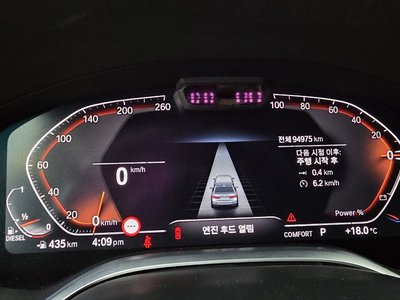 120 140
100 160
80 180
60 200
40 220
20 240
0 260
0 km/h
0 km/h
½
DIESEL
435 km
4:09 pm
---
엔진 후드 열림
전체 94975 km
다음 시점 이후:
주행 시작 후
0.4 km
6.2 km/h
100
80
60
40
20
0
Power %
COMFORT P +18.0℃